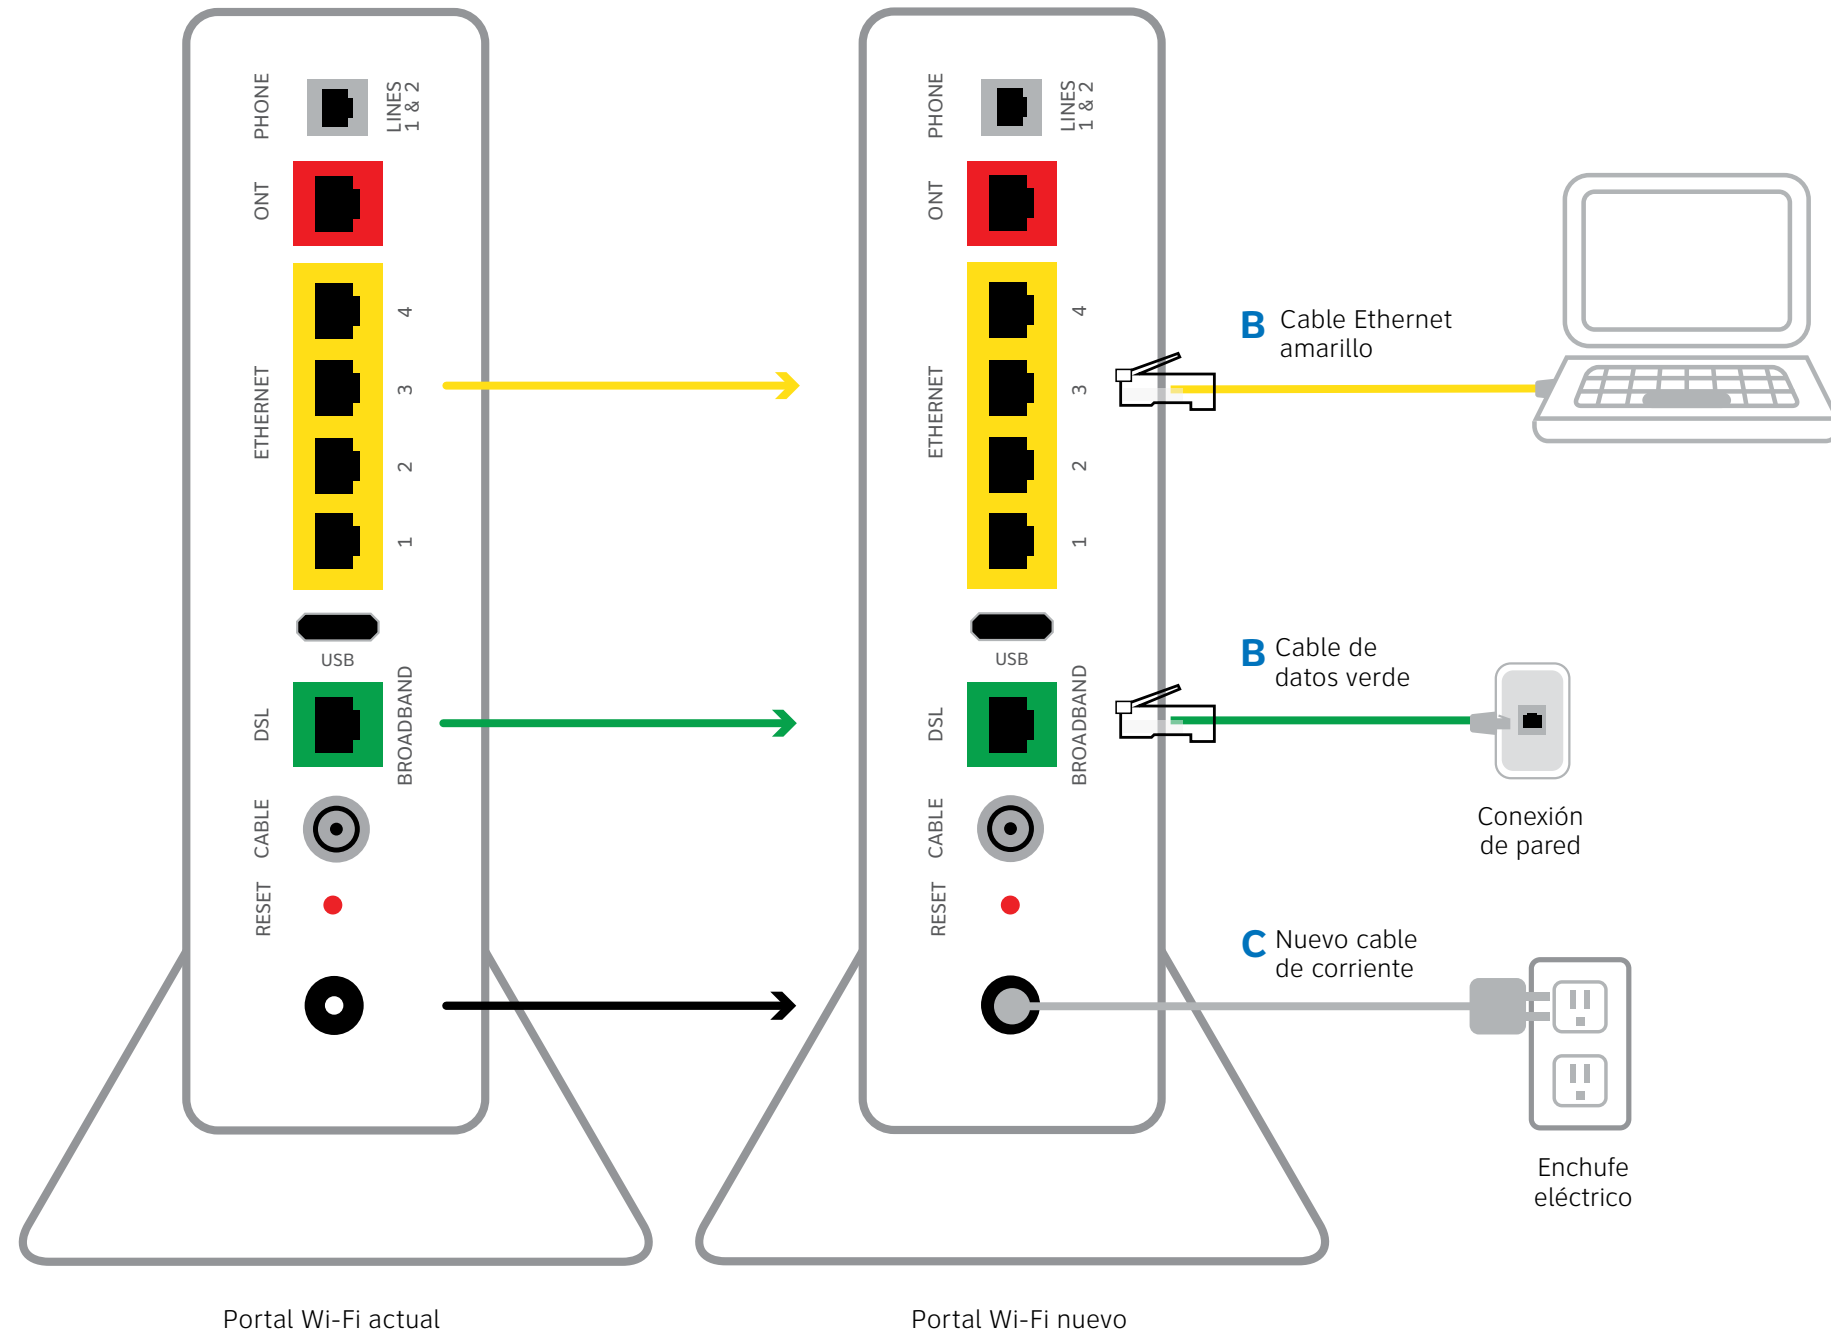 PHONE
LINES
1 & 2
ONT
ETHERNET
4
3
2
1
USB
DSL
BROADBAND
CABLE
RESET
Portal Wi-Fi actual
PHONE
LINES
1 & 2
ONT
ETHERNET
4
3
2
1
USB
DSL
BROADBAND
CABLE
RESET
Portal Wi-Fi nuevo
B Cable Ethernet
amarillo
B Cable de
datos verde
Conexión
de pared
C Nuevo cable
de corriente
Enchufe
eléctrico